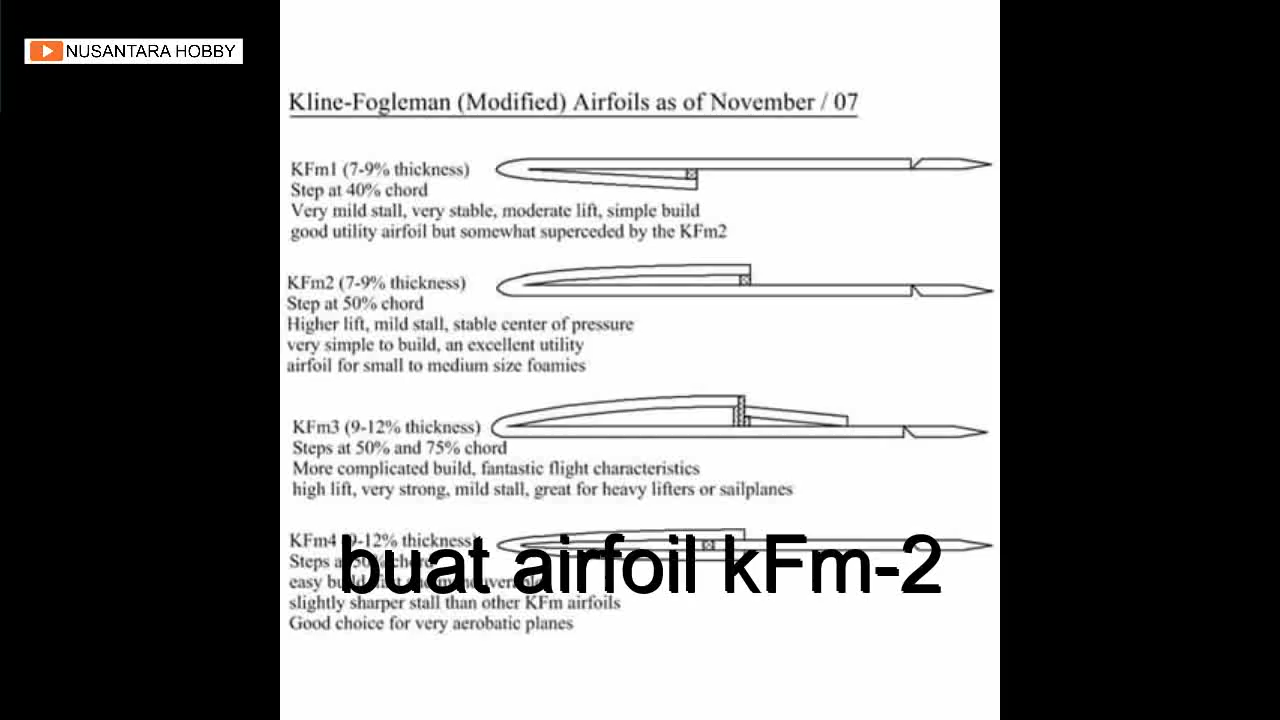 NUSANTARA HOBBY
Kline-Fogleman (Modified) Airfoils as of November / 07
KFm1 (7-9% thickness)
Step at 40% chord
Very mild stall, very stable, moderate lift, simple build
good utility airfoil but somewhat superceded by the KFm2
KFm2 (7-9% thickness)
Step at 50% chord
Higher lift, mild stall, stable center of pressure
very simple to build, an excellent utility
airfoil for small to medium size foamies
KFm3 (9-12% thickness)
Steps at 50% and 75% chord
More complicated build, fantastic flight characteristics
high lift, very strong, mild stall, great for heavy lifters or sailplanes
KFm4 (9-12% thickness)
Steps at 50% chord
buat airfoil kFm-2
easy build
slightly sharper stall than other KFm airfoils
Good choice for very aerobatic planes